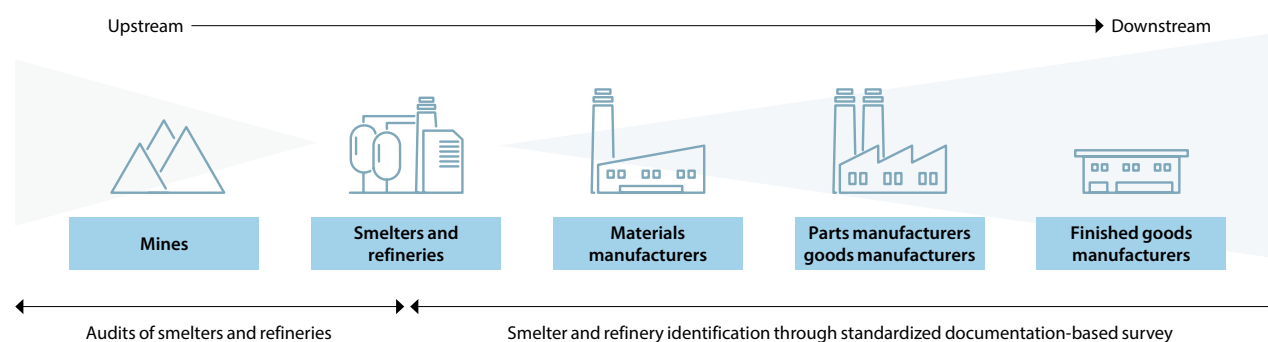 Upstream
Downstream
Mines
Smelters and
refineries
Materials
manufacturers
Parts manufacturers
goods manufacturers
Finished goods
manufacturers
Audits of smelters and refineries
Smelter and refinery identification through standardized documentation-based survey